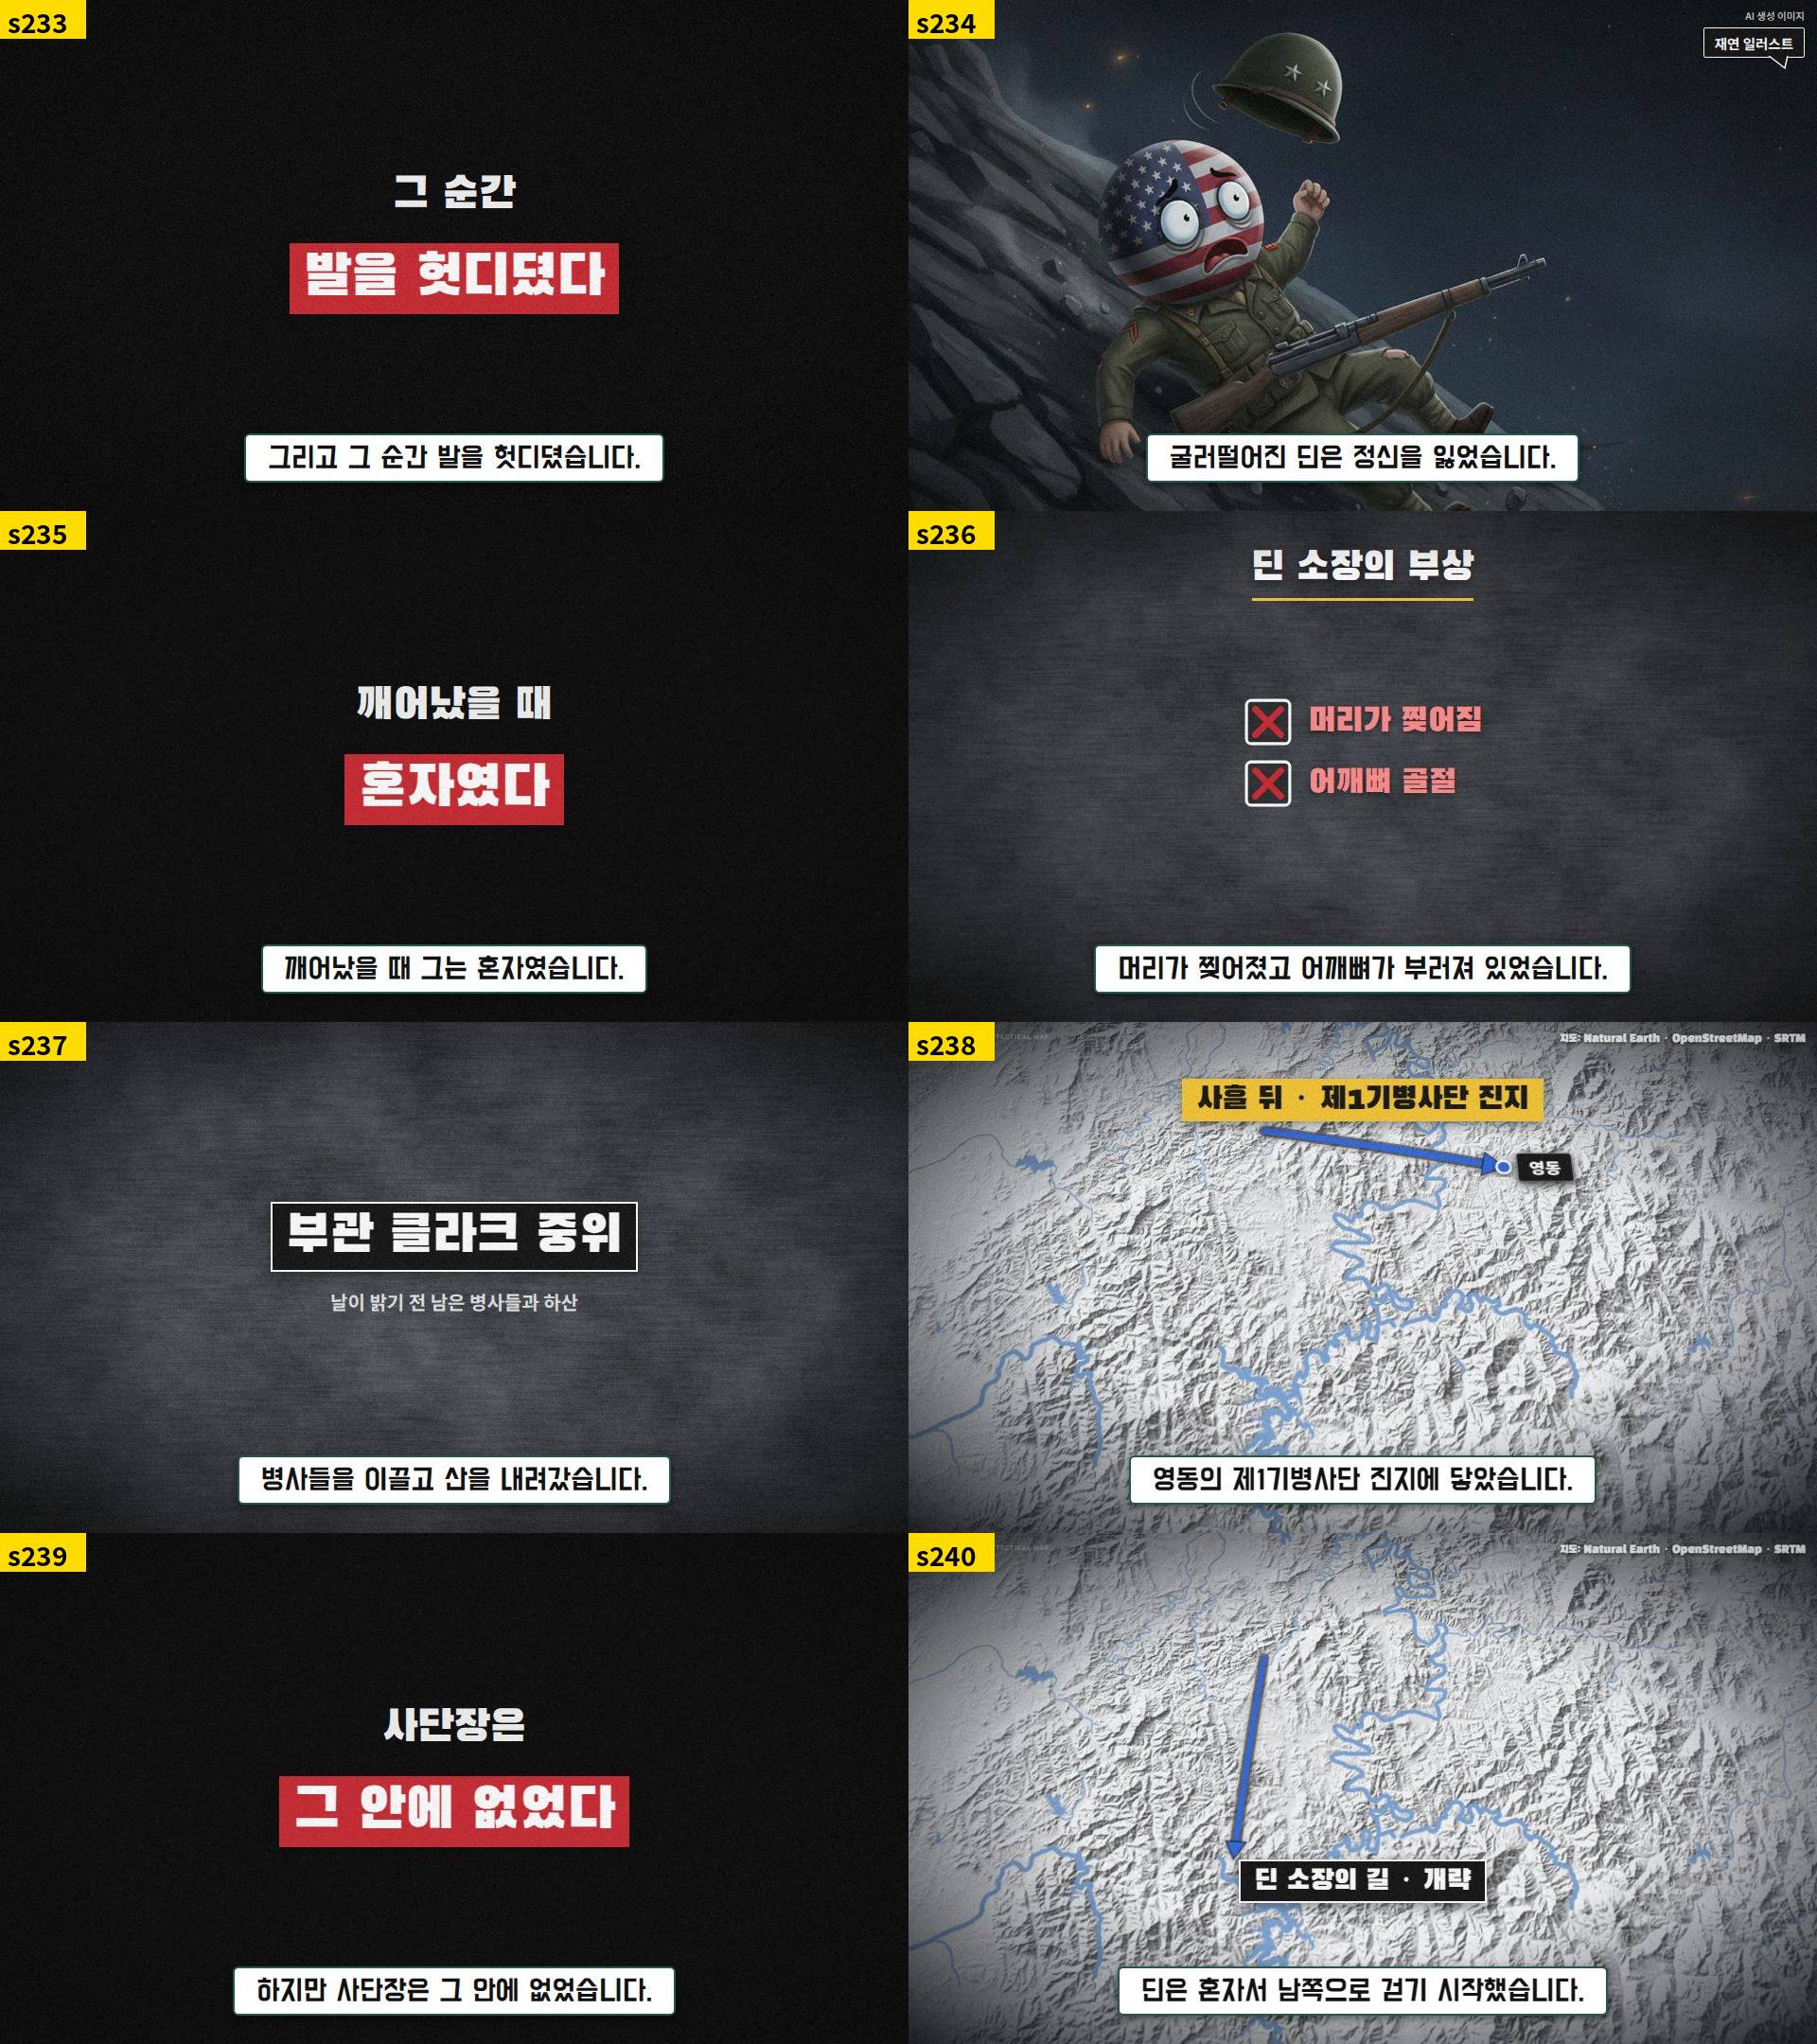 s233
그 순간
발을 헛디뎠다
그리고 그 순간 발을 헛디뎠습니다.
s234
AI 생성 이미지
재연 일러스트
굴러떨어진 딘은 정신을 잃었습니다.
s235
깨어났을 때
혼자였다
깨어났을 때 그는 혼자였습니다.
s236
딘 소장의 부상
머리가 찢어짐
어깨뼈 골절
머리가 찢어졌고 어깨뼈가 부러져 있었습니다.
s237
부관 클라크 중위
날이 밝기 전 남은 병사들과 하산
병사들을 이끌고 산을 내려갔습니다.
s238
TACTICAL MAP
지도: Natural Earth · OpenStreetMap · SRTM
사흘 뒤 · 제1기병사단 진지
영동
영동의 제1기병사단 진지에 닿았습니다.
s239
사단장은
그 안에 없었다
하지만 사단장은 그 안에 없었습니다.
s240
TACTICAL MAP
지도: Natural Earth · OpenStreetMap · SRTM
딘 소장의 길 · 개략
딘은 혼자서 남쪽으로 걷기 시작했습니다.